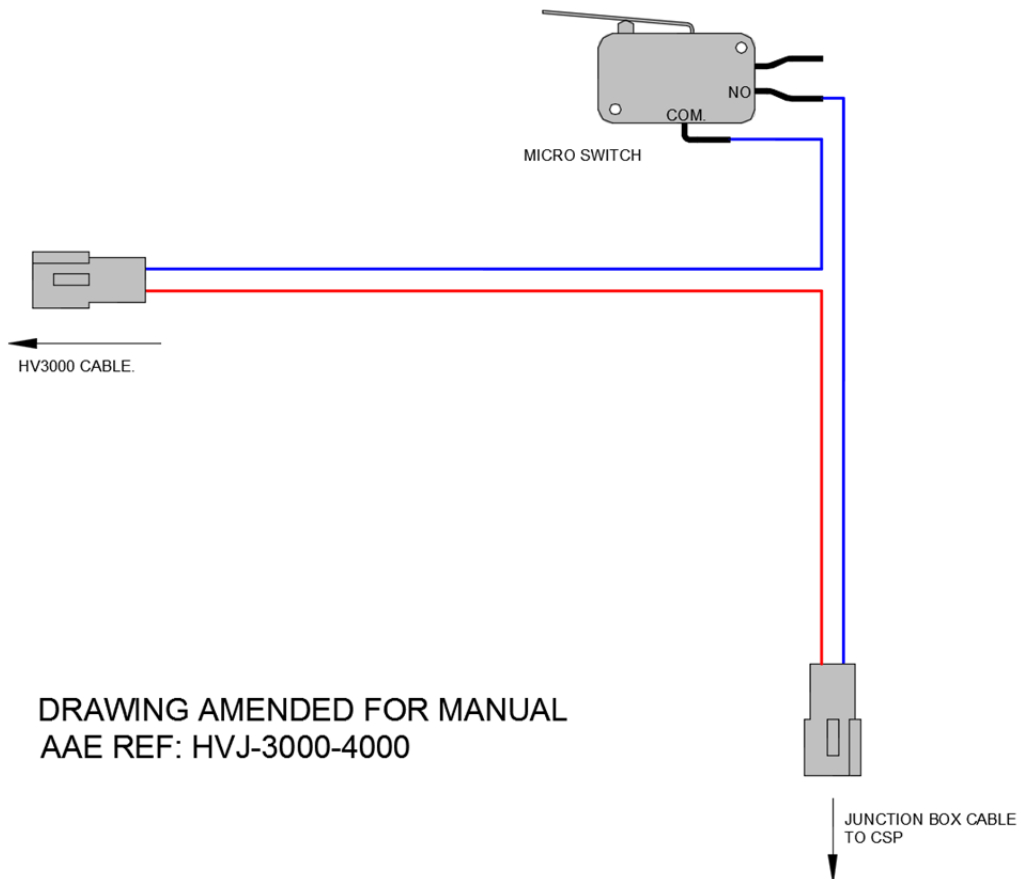 NO
COM.
MICRO SWITCH
HV3000 CABLE.
DRAWING AMENDED FOR MANUAL
AAE REF: HVJ-3000-4000
JUNCTION BOX CABLE
TO CSP